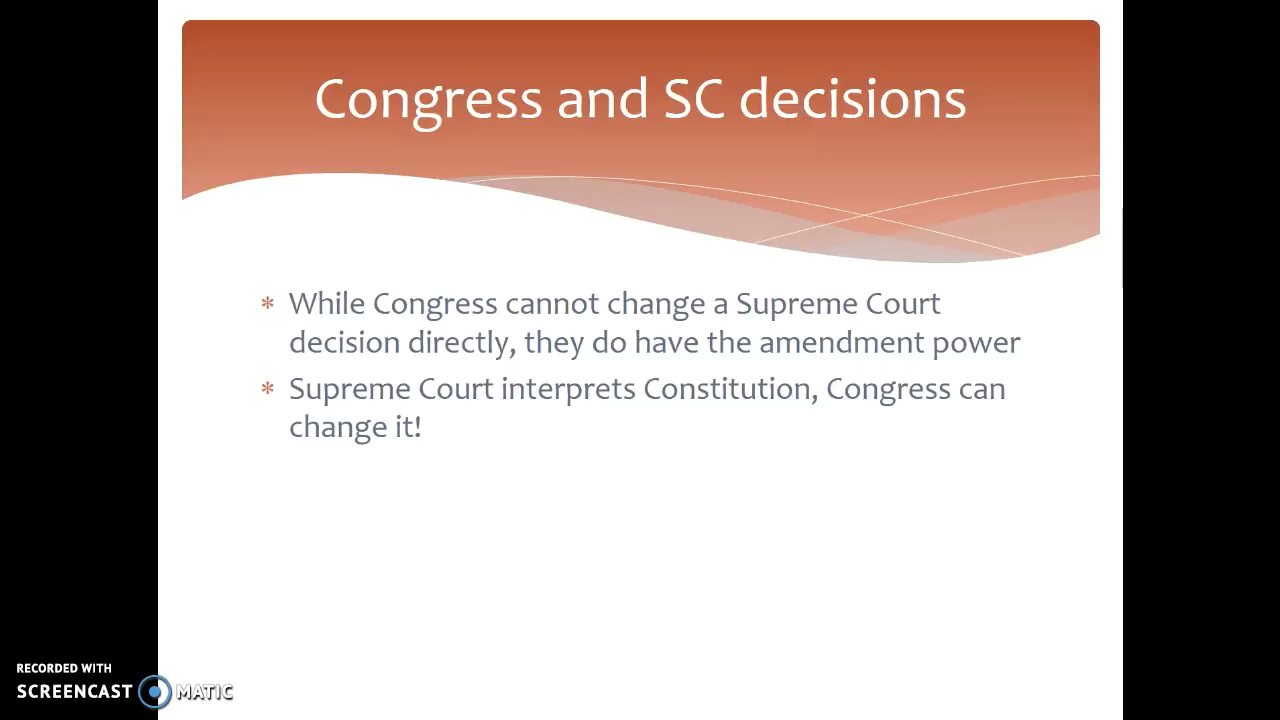 Congress and SC decisions
* While Congress cannot change a Supreme Court
decision directly, they do have the amendment power
* Supreme Court interprets Constitution, Congress can
change it!
RECORDED WITH
SCREENCAST MATIC